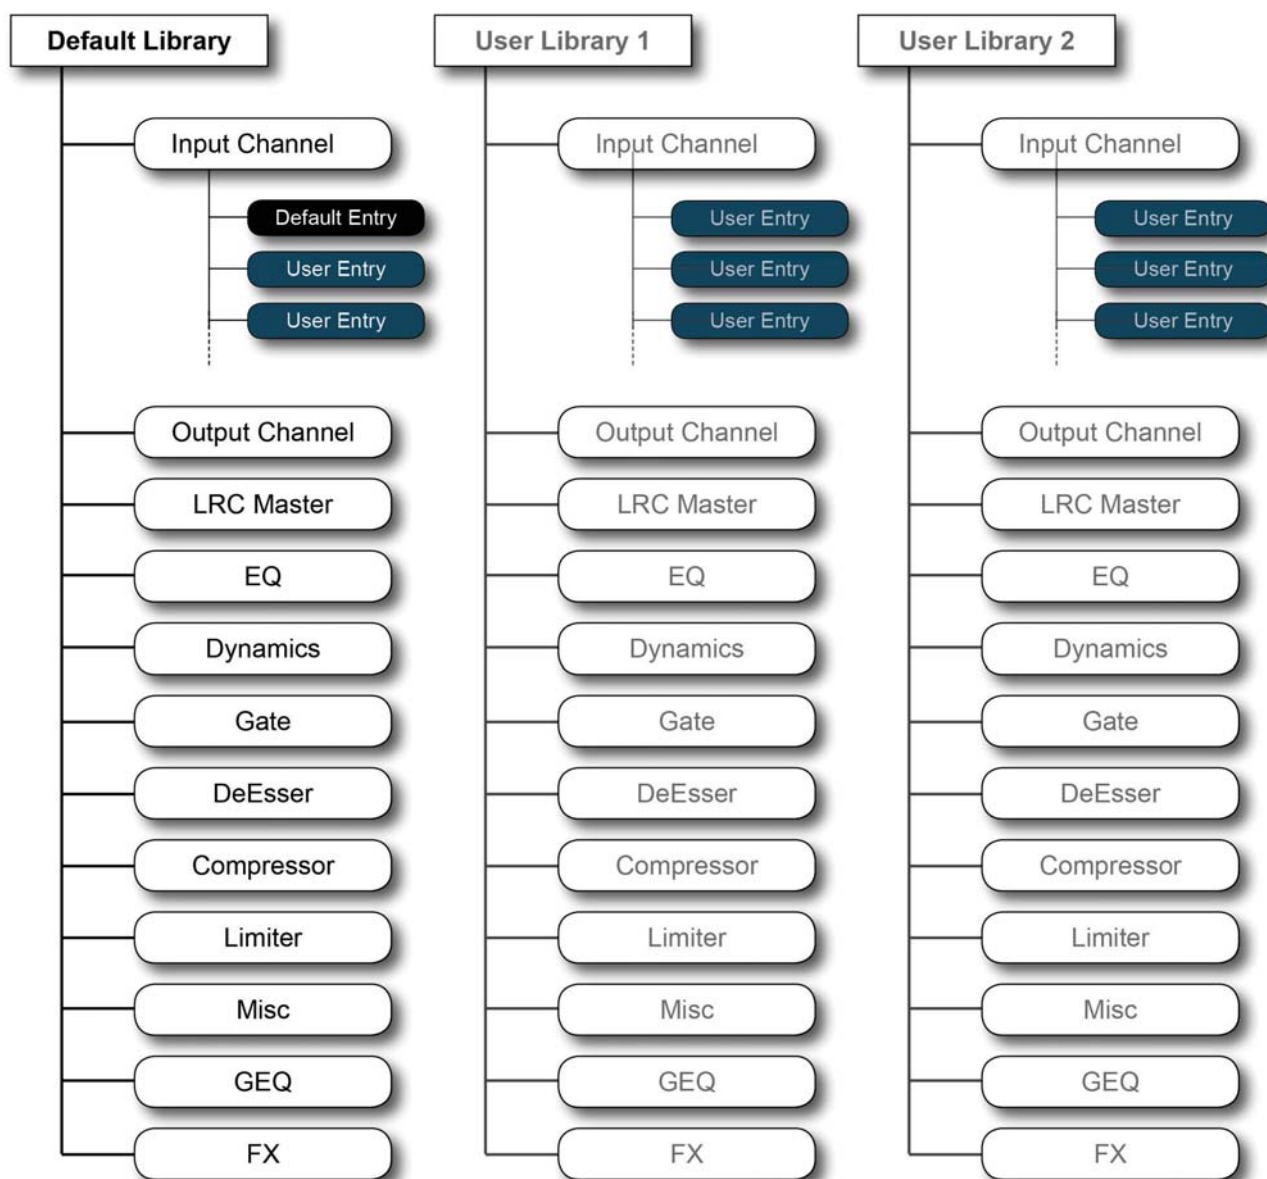 Default Library
Input Channel
Default Entry
User Entry
User Entry
Output Channel
LRC Master
EQ
Dynamics
Gate
DeEsser
Compressor
Limiter
Misc
GEQ
FX
User Library 1
Input Channel
User Entry
User Entry
User Entry
Output Channel
LRC Master
EQ
Dynamics
Gate
DeEsser
Compressor
Limiter
Misc
GEQ
FX
User Library 2
Input Channel
User Entry
User Entry
User Entry
Output Channel
LRC Master
EQ
Dynamics
Gate
DeEsser
Compressor
Limiter
Misc
GEQ
FX